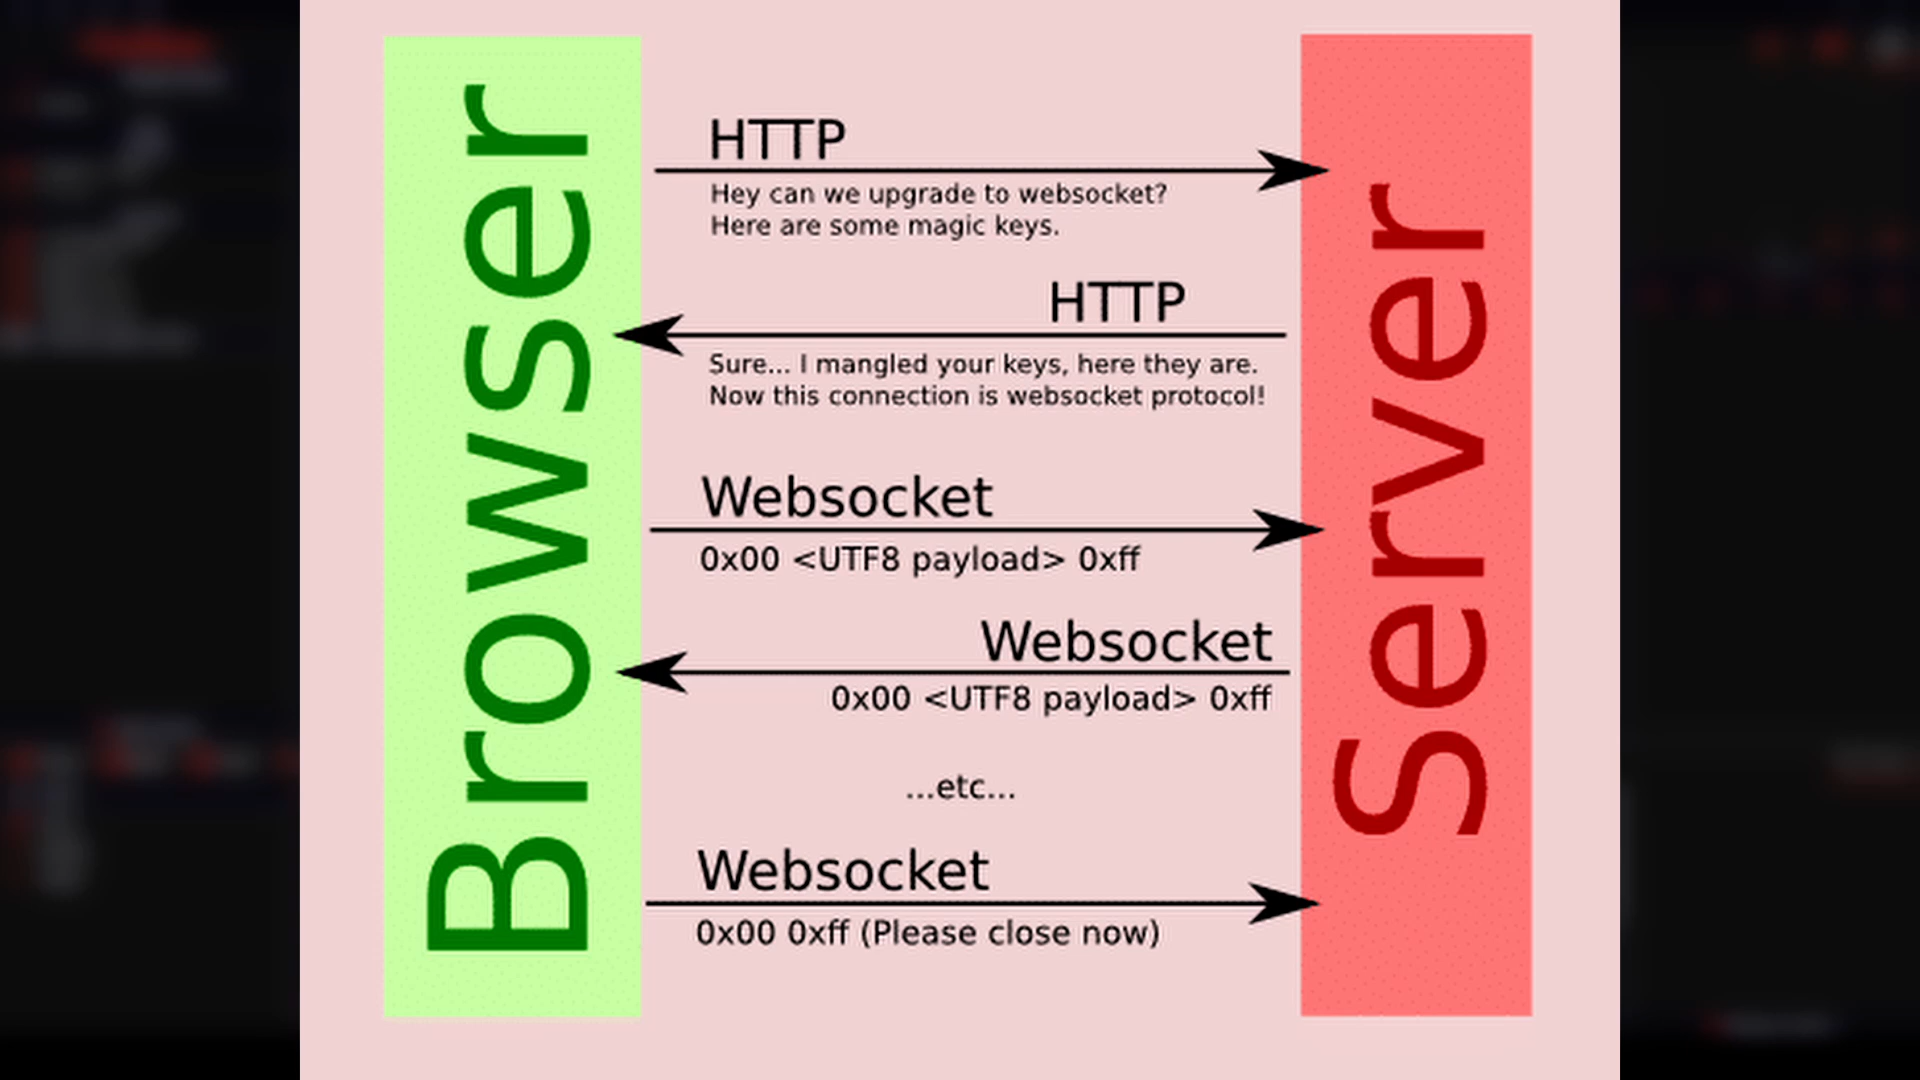 Browser
HTTP
Hey can we upgrade to websocket?
Here are some magic keys.
HTTP
Sure... I mangled your keys, here they are.
Now this connection is websocket protocol!
Websocket
0x00 <UTF8 payload> 0xff
Websocket
0x00 <UTF8 payload> 0xff
...etc...
Websocket
0x00 0xff (Please close now)
Server